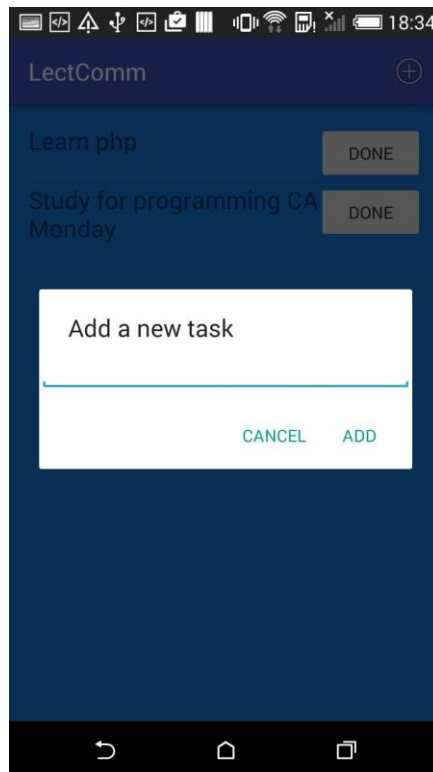 18:34
LectComm
Learn php
DONE
Study for programming CA
Monday
DONE
Add a new task
CANCEL ADD